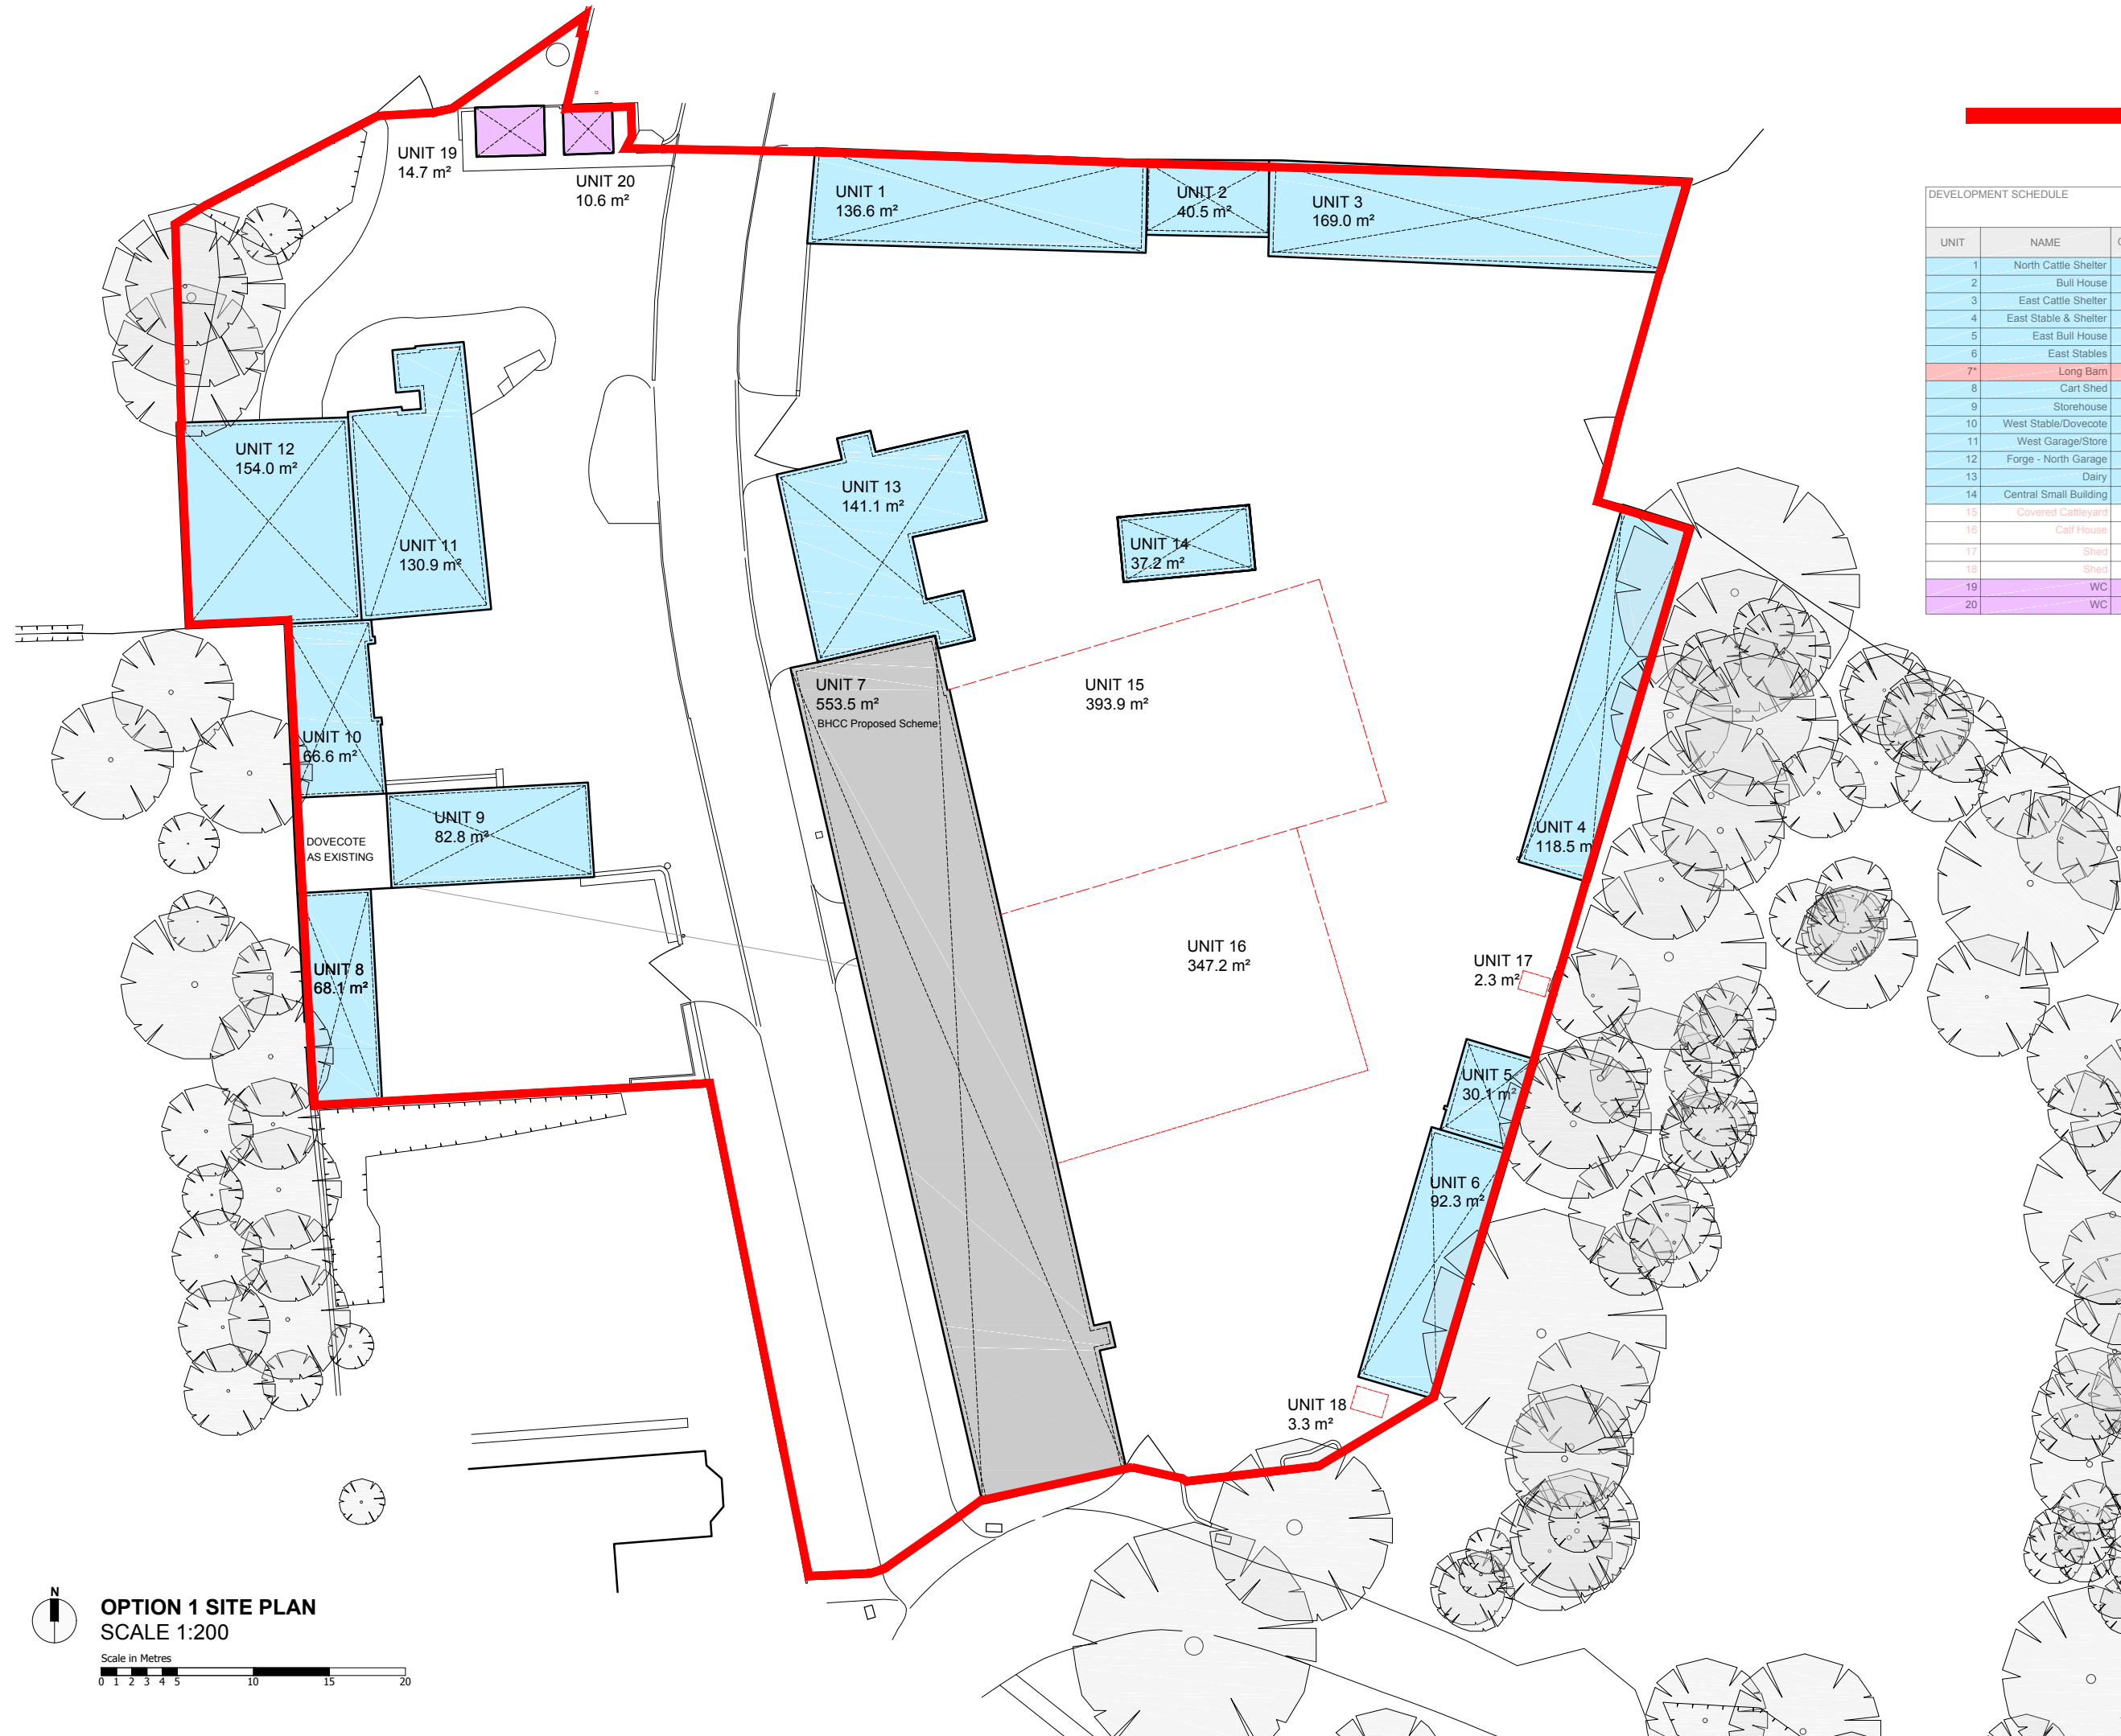 UNIT 19
14.7 m²
UNIT 20
10.6 m²
UNIT 1
136.6 m²
UNIT 2
40.5 m²
UNIT 3
169.0 m²
DEVELOPMENT SCHEDULE
UNIT NAME
1 North Cattle Shelter
2 Bull House
3 East Cattle Shelter
4 East Stable & Shelter
5 East Bull House
6 East Stables
7* Long Barn
8 Cart Shed
9 Storehouse
10 West Stable/Dovecote
11 West Garage/Store
12 Forge - North Garage
13 Dairy
14 Central Small Building
15 Covered Cattleyard
16 Calf House
17 Shed
18 Shed
19 WC
20 WC
UNIT 12
154.0 m²
UNIT 11
130.9 m²
UNIT 13
141.1 m²
UNIT 14
37.2 m²
UNIT 7
553.5 m²
BHCC Proposed Scheme
UNIT 15
393.9 m²
UNIT 10
66.6 m²
UNIT 9
82.8 m²
DOVECOTE
AS EXISTING
UNIT 4
118.5 m
UNIT 8
68.1 m²
UNIT 16
347.2 m²
UNIT 17
2.3 m²
UNIT 5
30.1 m²
UNIT 6
92.3 m²
UNIT 18
3.3 m²
N
OPTION 1 SITE PLAN
SCALE 1:200
Scale in Metres
0 1 2 3 4 5 10 15 20